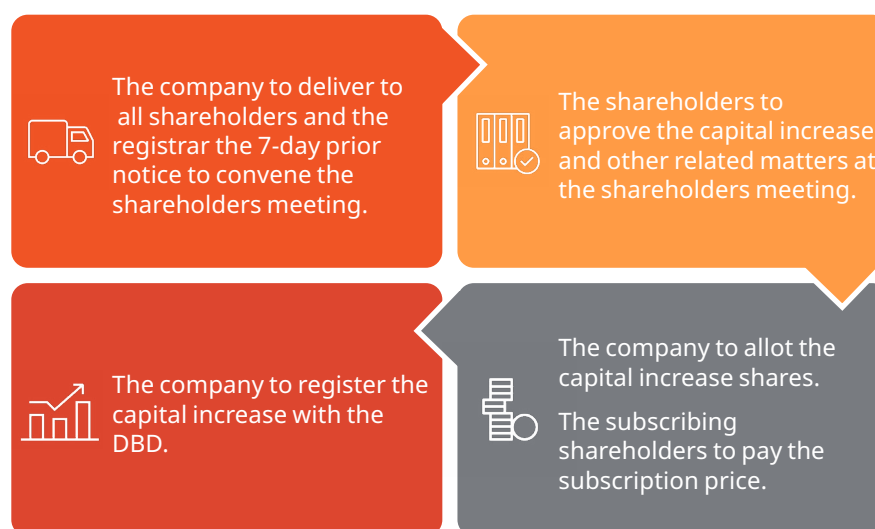 The company to deliver to
all shareholders and the
registrar the 7-day prior
notice to convene the
shareholders meeting.
The shareholders to
approve the capital increase
and other related matters at
the shareholders meeting.
The company to allot the
capital increase shares.
The subscribing
shareholders to pay the
subscription price.
The company to register the
capital increase with the
DBD.